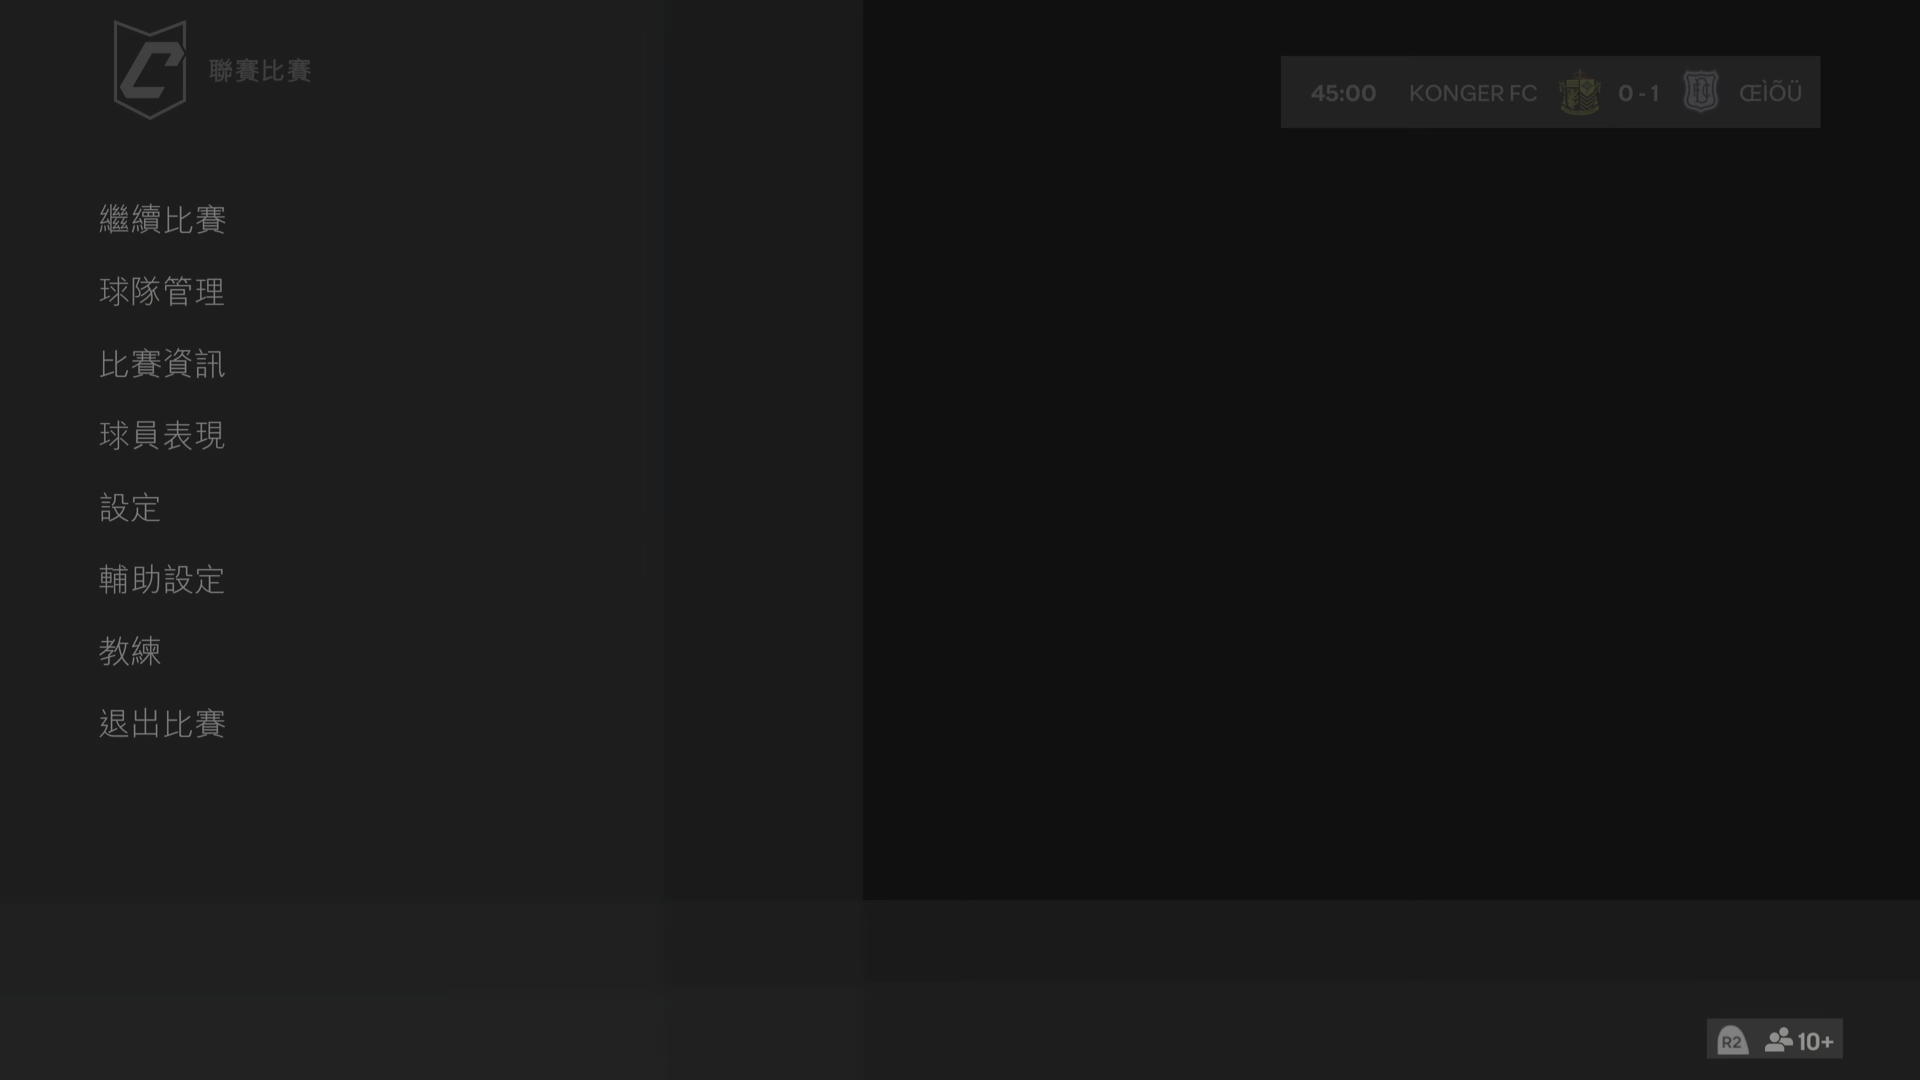 聯賽比賽
45:00 KONGER FC 0 - 1 ŒÌÕÜ
繼續比賽
球隊管理
比賽資訊
球員表現
設定
輔助設定
教練
退出比賽
R2 10+